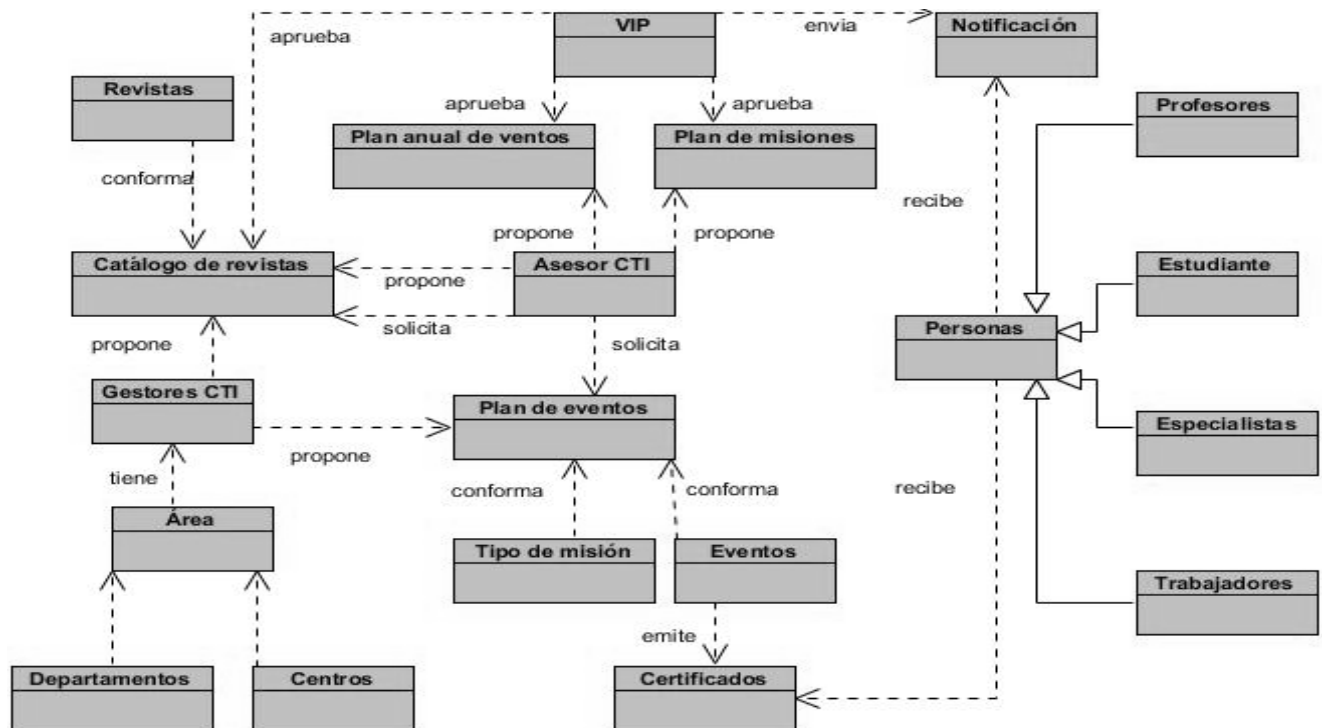 VIP
Notificación
envia
aprueba
Revistas
Profesores
aprueba
aprueba
Plan anual de ventos
Plan de misiones
conforma
recibe
propone
propone
Catálogo de revistas
Asesor CTI
Estudiante
propone
solicita
Personas
propone
solicita
Gestores CTI
Plan de eventos
Especialistas
propone
tiene
conforma
conforma
recibe
Área
Tipo de misión
Eventos
Trabajadores
emite
Departamentos
Centros
Certificados